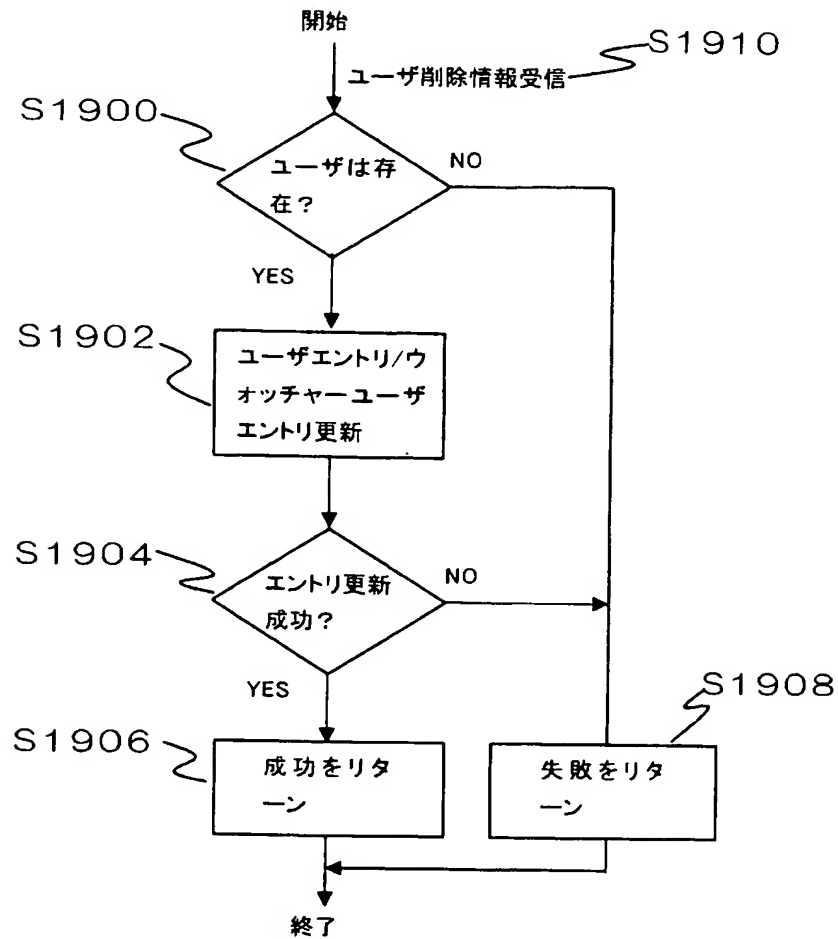 開始
S1910
ユーザ削除情報受信
S1900
ユーザは存
在？
NO
YES
S1902
ユーザエントリ/ウ
ォッチャーユーザ
エントリ更新
S1904
エントリ更新
成功？
NO
YES
S1908
S1906
成功をリタ
ーン
失敗をリタ
ーン
終了